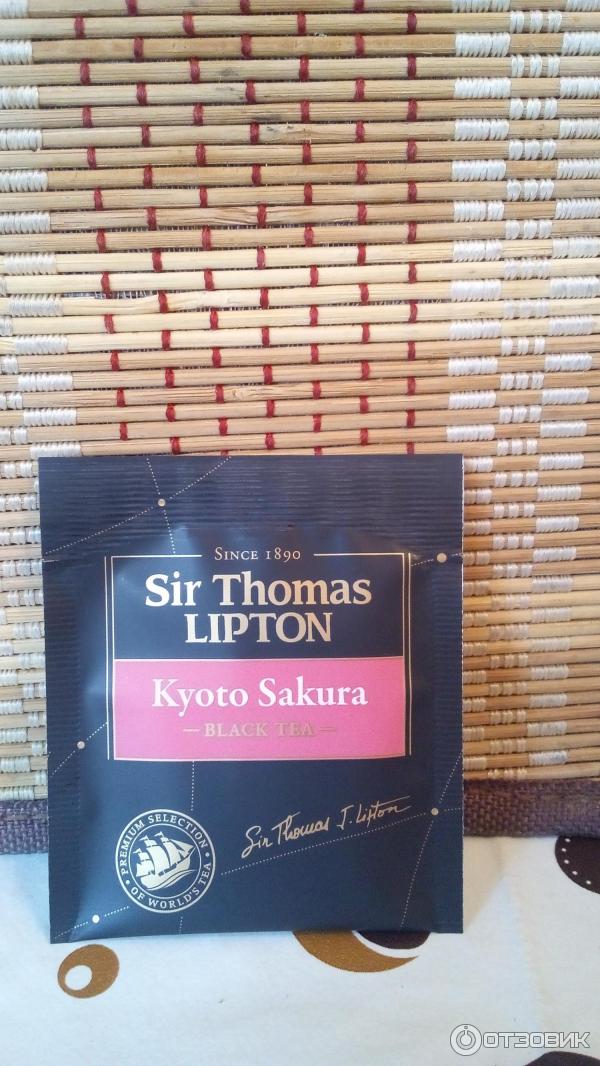 SINCE 1890
Sir Thomas
LIPTON
Kyoto Sakura
BLACK TEA
Sir Thomas J. Lipton
PREMIUM SELECTION
OF WORLD'S TEA
ОТЗОВИК